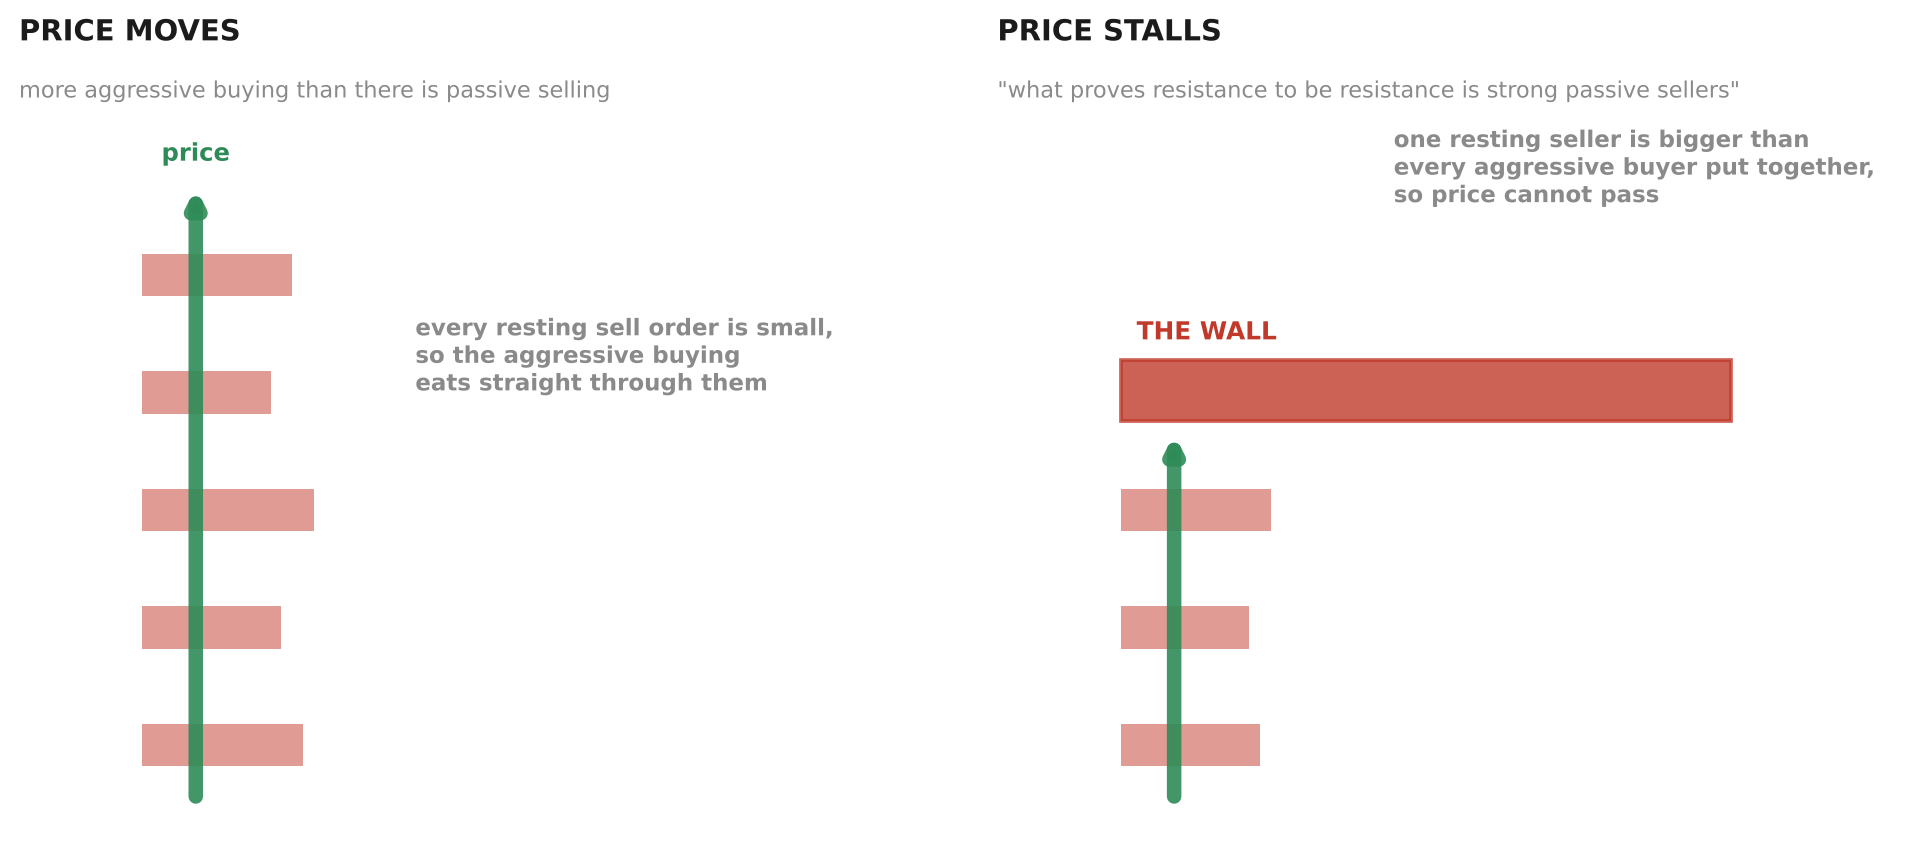 PRICE MOVES
more aggressive buying than there is passive selling
price
every resting sell order is small,
so the aggressive buying
eats straight through them
PRICE STALLS
"what proves resistance to be resistance is strong passive sellers"
one resting seller is bigger than
every aggressive buyer put together,
so price cannot pass
THE WALL